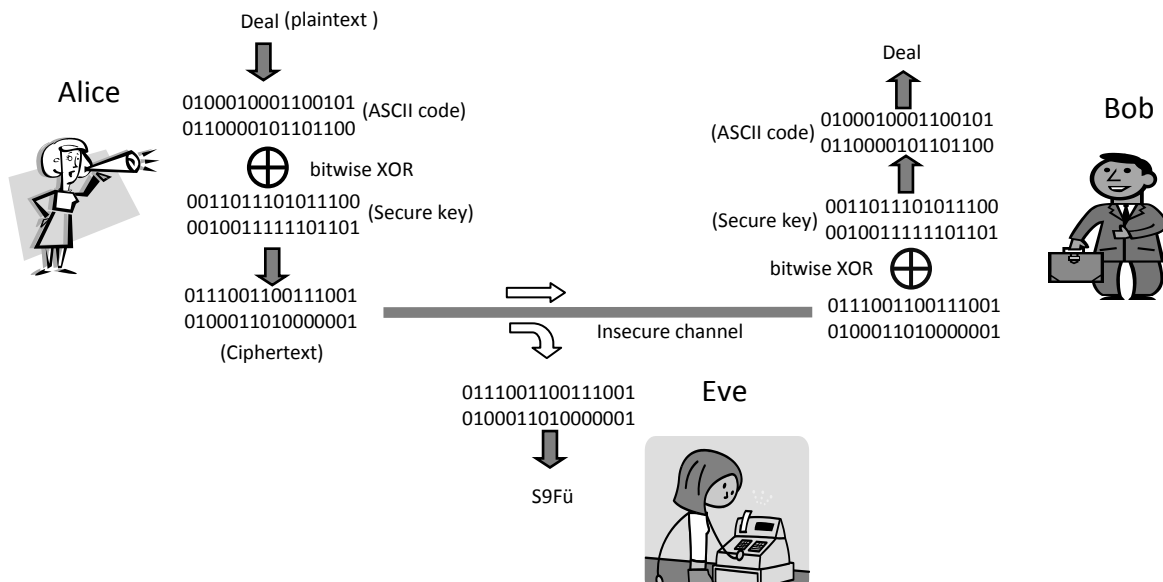 Deal (plaintext )
Alice
0100010001100101
0110000101101100
(ASCII code)
bitwise XOR
0011011101011100
0010011111101101
(Secure key)
0111001100111001
0100011010000001
(Ciphertext)
Insecure channel
0111001100111001
0100011010000001
Eve
S9Fü
Deal
Bob
(ASCII code)
0100010001100101
0110000101101100
(Secure key)
0011011101011100
0010011111101101
bitwise XOR
0111001100111001
0100011010000001